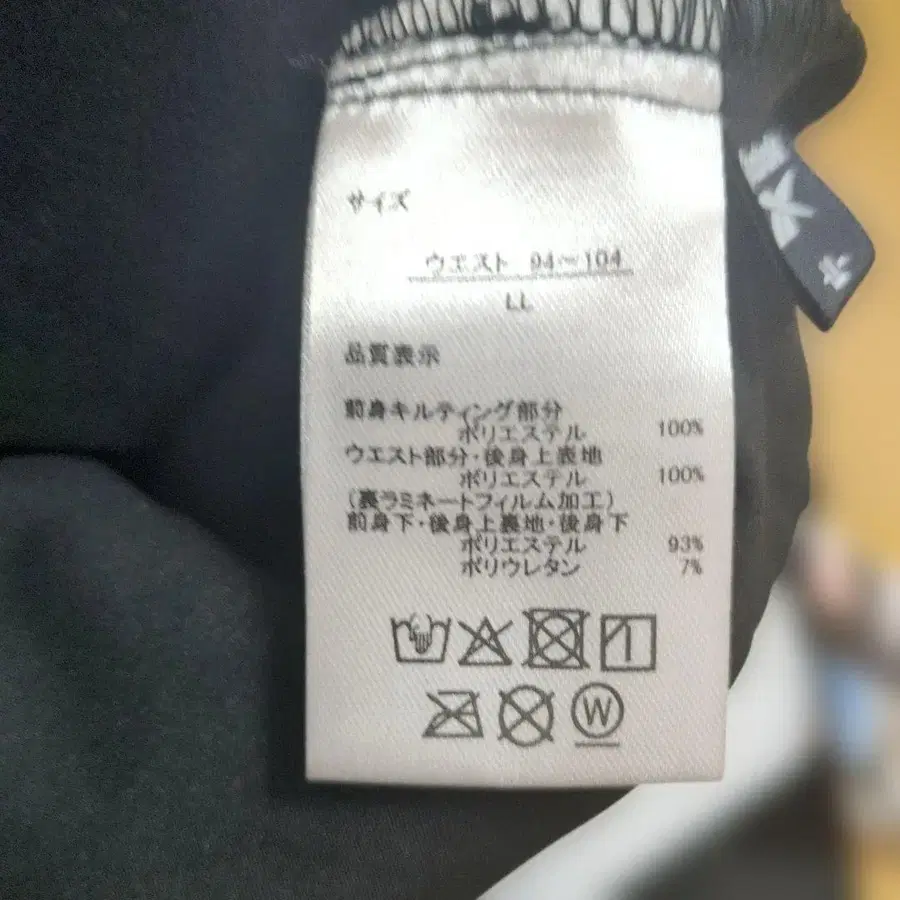 サイズ
ウエスト 94～104
LL
品質表示
前身キルティング部分
ポリエステル 100%
ウエスト部分・後身上表地
ポリエステル 100%
(裏ラミネートフィルム加工)
前身下・後身上裏地・後身下
ポリエステル 93%
ポリウレタン 7%
W